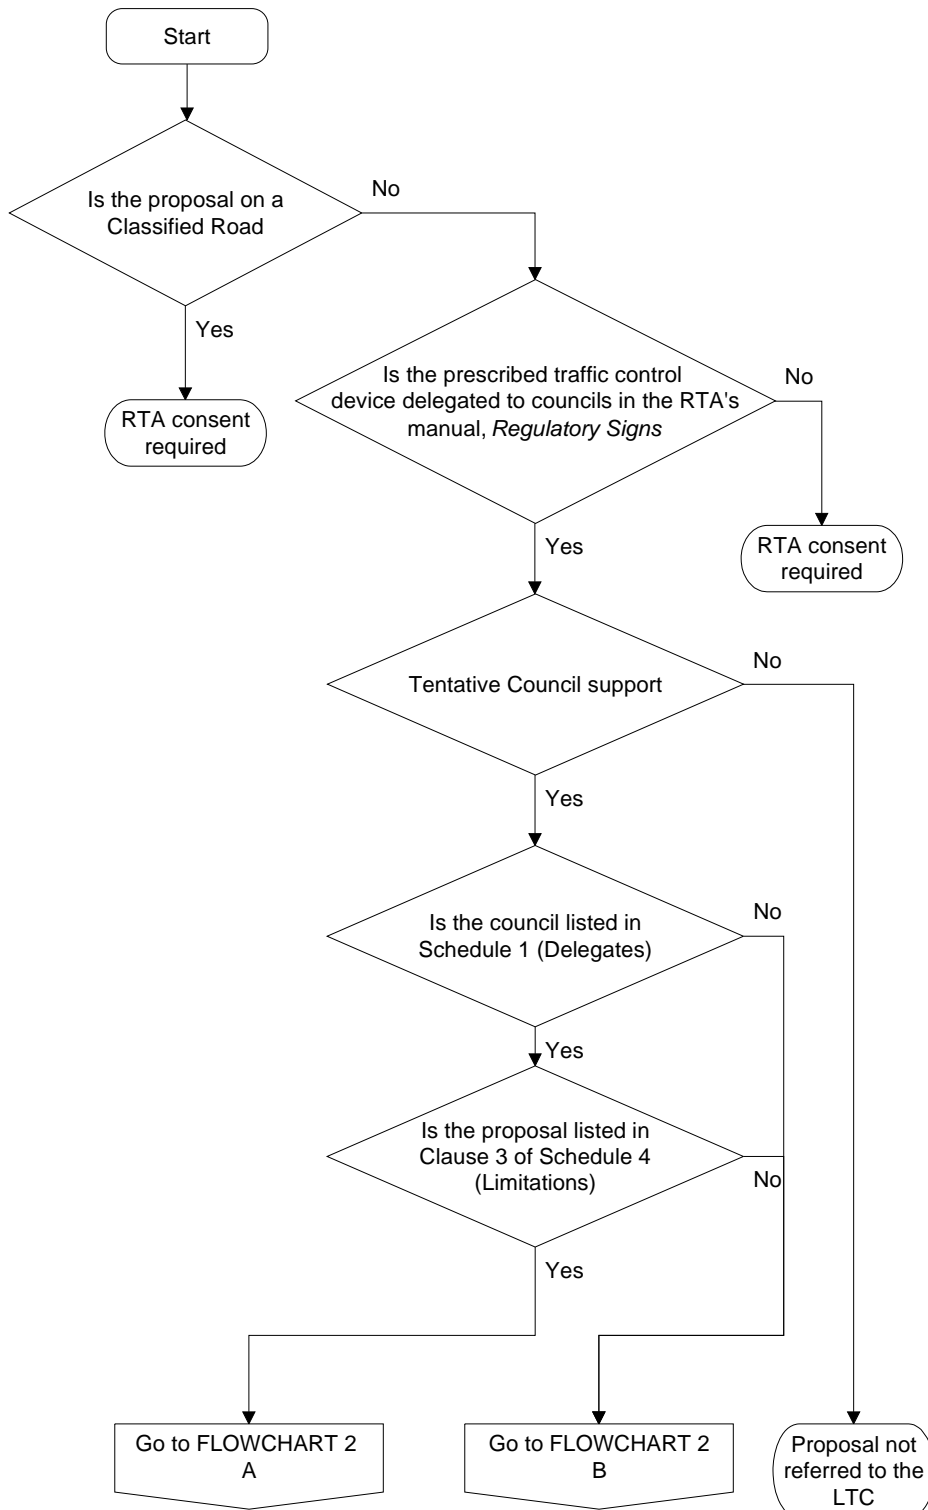 Start
Is the proposal on a
Classified Road
No
Yes
RTA consent
required
Is the prescribed traffic control
device delegated to councils in the RTA's
manual, Regulatory Signs
No
RTA consent
required
Yes
Tentative Council support
No
Yes
Is the council listed in
Schedule 1 (Delegates)
No
Yes
Is the proposal listed in
Clause 3 of Schedule 4
(Limitations)
No
Yes
Go to FLOWCHART 2
A
Go to FLOWCHART 2
B
Proposal not
referred to the
LTC